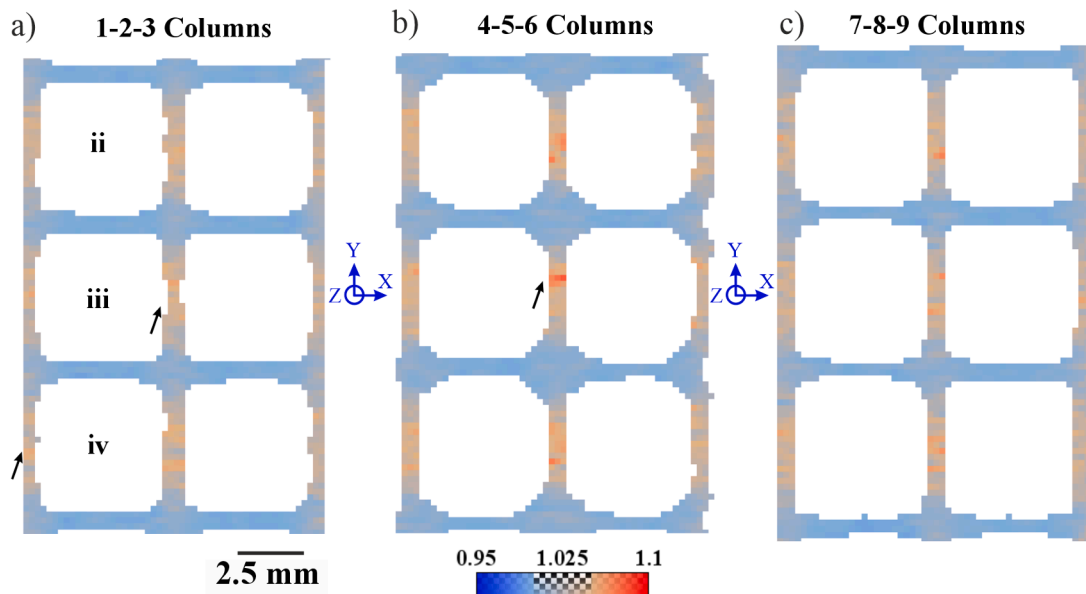 a) 1-2-3 Columns
b) 4-5-6 Columns
c) 7-8-9 Columns
ii
iii
iv
Y
X
Z
Y
X
Z
2.5 mm
0.95 1.025 1.1